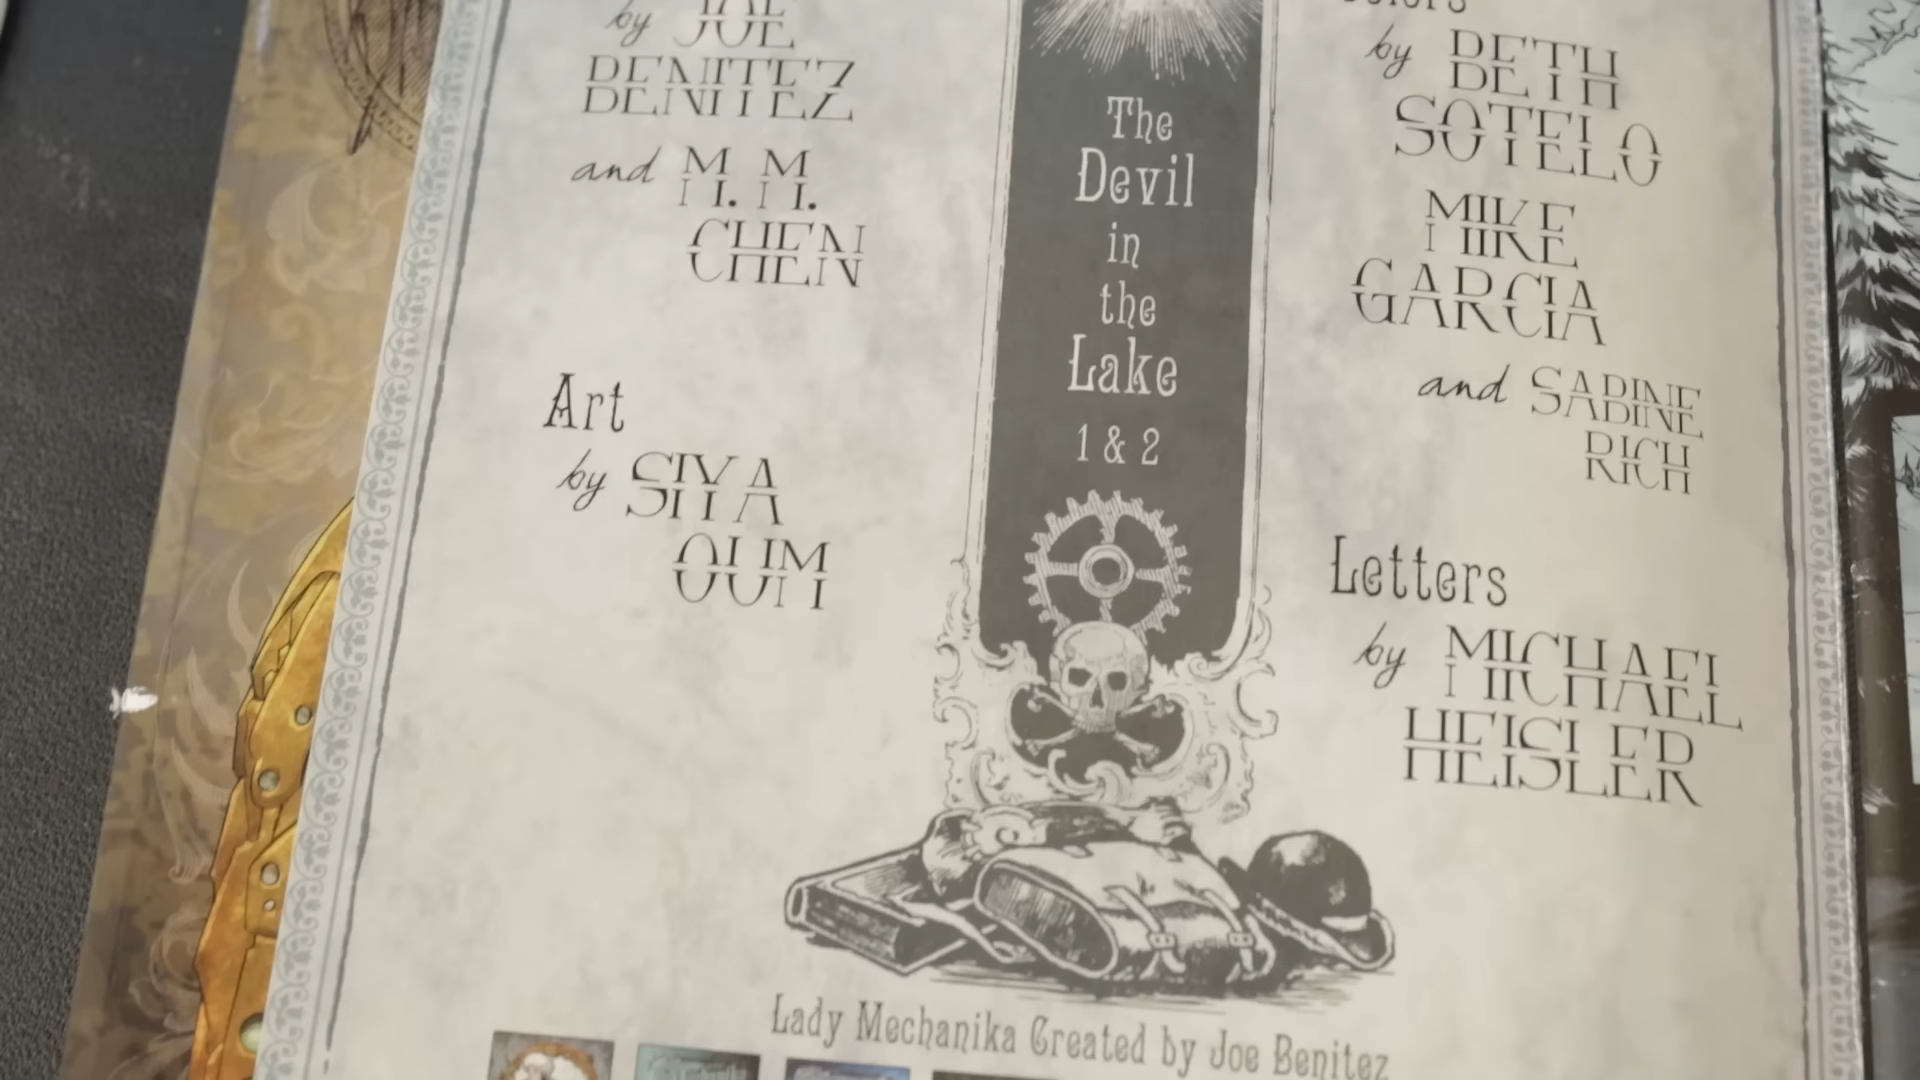 by JOE
BENITEZ
and M. M.
CHEN
Art
by SIYA
OUM
The
Devil
in
the
Lake
1 & 2
by BETH
SOTELO
MIKE
GARCIA
and SABINE
RICH
Letters
by MICHAEL
HEISLER
Lady Mechanika Created by Joe Benitez